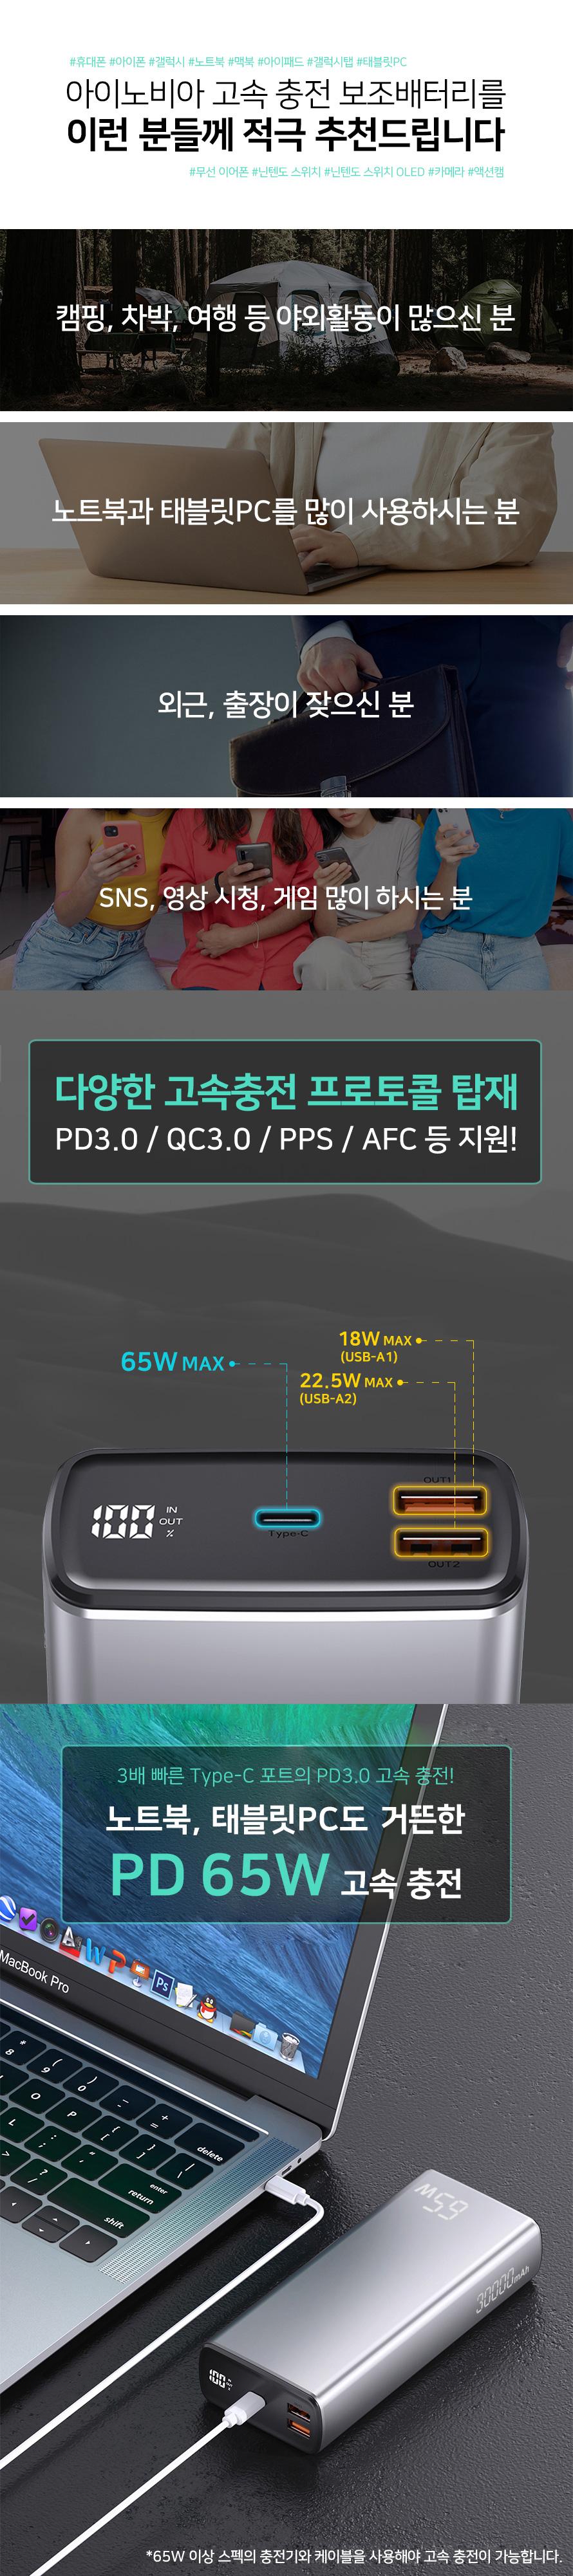 #휴대폰 #아이폰 #갤럭시 #노트북 #맥북 #아이패드 #갤럭시탭 #태블릿PC
아이노비아 고속 충전 보조배터리를
이런 분들께 적극 추천드립니다
#무선 이어폰 #닌텐도 스위치 #닌텐도 스위치 OLED #카메라 #액션캠
캠핑, 차박, 여행 등 야외활동이 많으신 분
노트북과 태블릿PC를 많이 사용하시는 분
외근, 출장이 잦으신 분
SNS, 영상 시청, 게임 많이 하시는 분
다양한 고속충전 프로토콜 탑재
PD3.0 / QC3.0 / PPS / AFC 등 지원!
18W MAX
(USB-A1)
65W MAX
22.5W MAX
(USB-A2)
OUT1
100 IN OUT %
Type-C
OUT2
3배 빠른 Type-C 포트의 PD3.0 고속 충전!
노트북, 태블릿PC도 거뜬한
PD 65W 고속 충전
MacBook Pro
Ps
delete
enter
return
shift
65W
30000mAh
100
*65W 이상 스펙의 충전기와 케이블을 사용해야 고속 충전이 가능합니다.